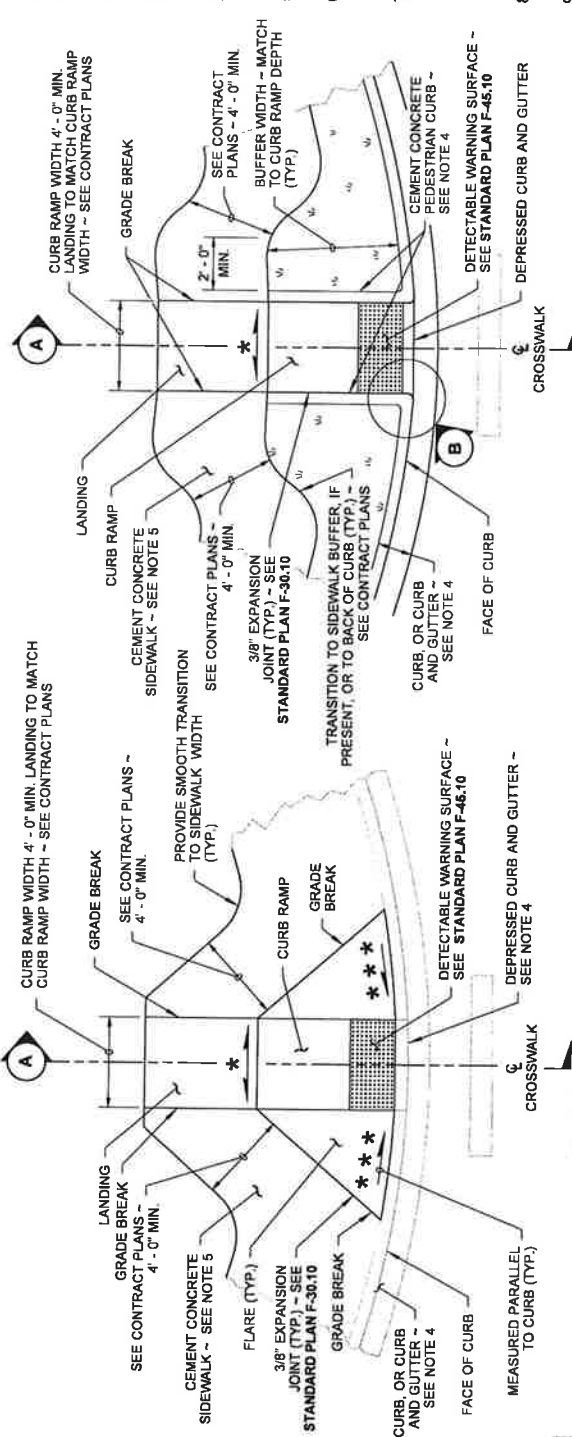 CURB RAMP WIDTH 4' - 0" MIN. LANDING TO MATCH
CURB RAMP WIDTH ~ SEE CONTRACT PLANS
A
LANDING
GRADE BREAK
SEE CONTRACT PLANS ~
4' - 0" MIN.
CEMENT CONCRETE
SIDEWALK ~ SEE NOTE 5
FLARE (TYP.)
3/8" EXPANSION
JOINT (TYP.) ~ SEE
STANDARD PLAN F-30.10
GRADE BREAK
CURB, OR CURB
AND GUTTER ~
SEE NOTE 4
FACE OF CURB
MEASURED PARALLEL
TO CURB (TYP.)
GRADE BREAK
SEE CONTRACT PLANS ~
4' - 0" MIN.
PROVIDE SMOOTH TRANSITION
TO SIDEWALK WIDTH
(TYP.)
CURB RAMP
GRADE
BREAK
*
* * *
* * *
DETECTABLE WARNING SURFACE ~
SEE STANDARD PLAN F-45.10
DEPRESSED CURB AND GUTTER ~
SEE NOTE 4
℄
CROSSWALK
CURB RAMP WIDTH 4' - 0" MIN.
LANDING TO MATCH CURB RAMP
WIDTH ~ SEE CONTRACT PLANS
A
LANDING
CURB RAMP
CEMENT CONCRETE
SIDEWALK ~ SEE NOTE 5
SEE CONTRACT PLANS ~
4' - 0" MIN.
3/8" EXPANSION
JOINT (TYP.) ~ SEE
STANDARD PLAN F-30.10
TRANSITION TO SIDEWALK BUFFER, IF
PRESENT, OR TO BACK OF CURB (TYP.) ~
SEE CONTRACT PLANS
CURB, OR CURB
AND GUTTER ~
SEE NOTE 4
FACE OF CURB
GRADE BREAK
SEE CONTRACT
PLANS ~ 4' - 0" MIN.
2' - 0"
MIN.
BUFFER WIDTH ~ MATCH
TO CURB RAMP DEPTH
(TYP.)
*
CEMENT CONCRETE
PEDESTRIAN CURB ~
SEE NOTE 4
DETECTABLE WARNING SURFACE ~
SEE STANDARD PLAN F-45.10
DEPRESSED CURB AND GUTTER
B
℄
CROSSWALK